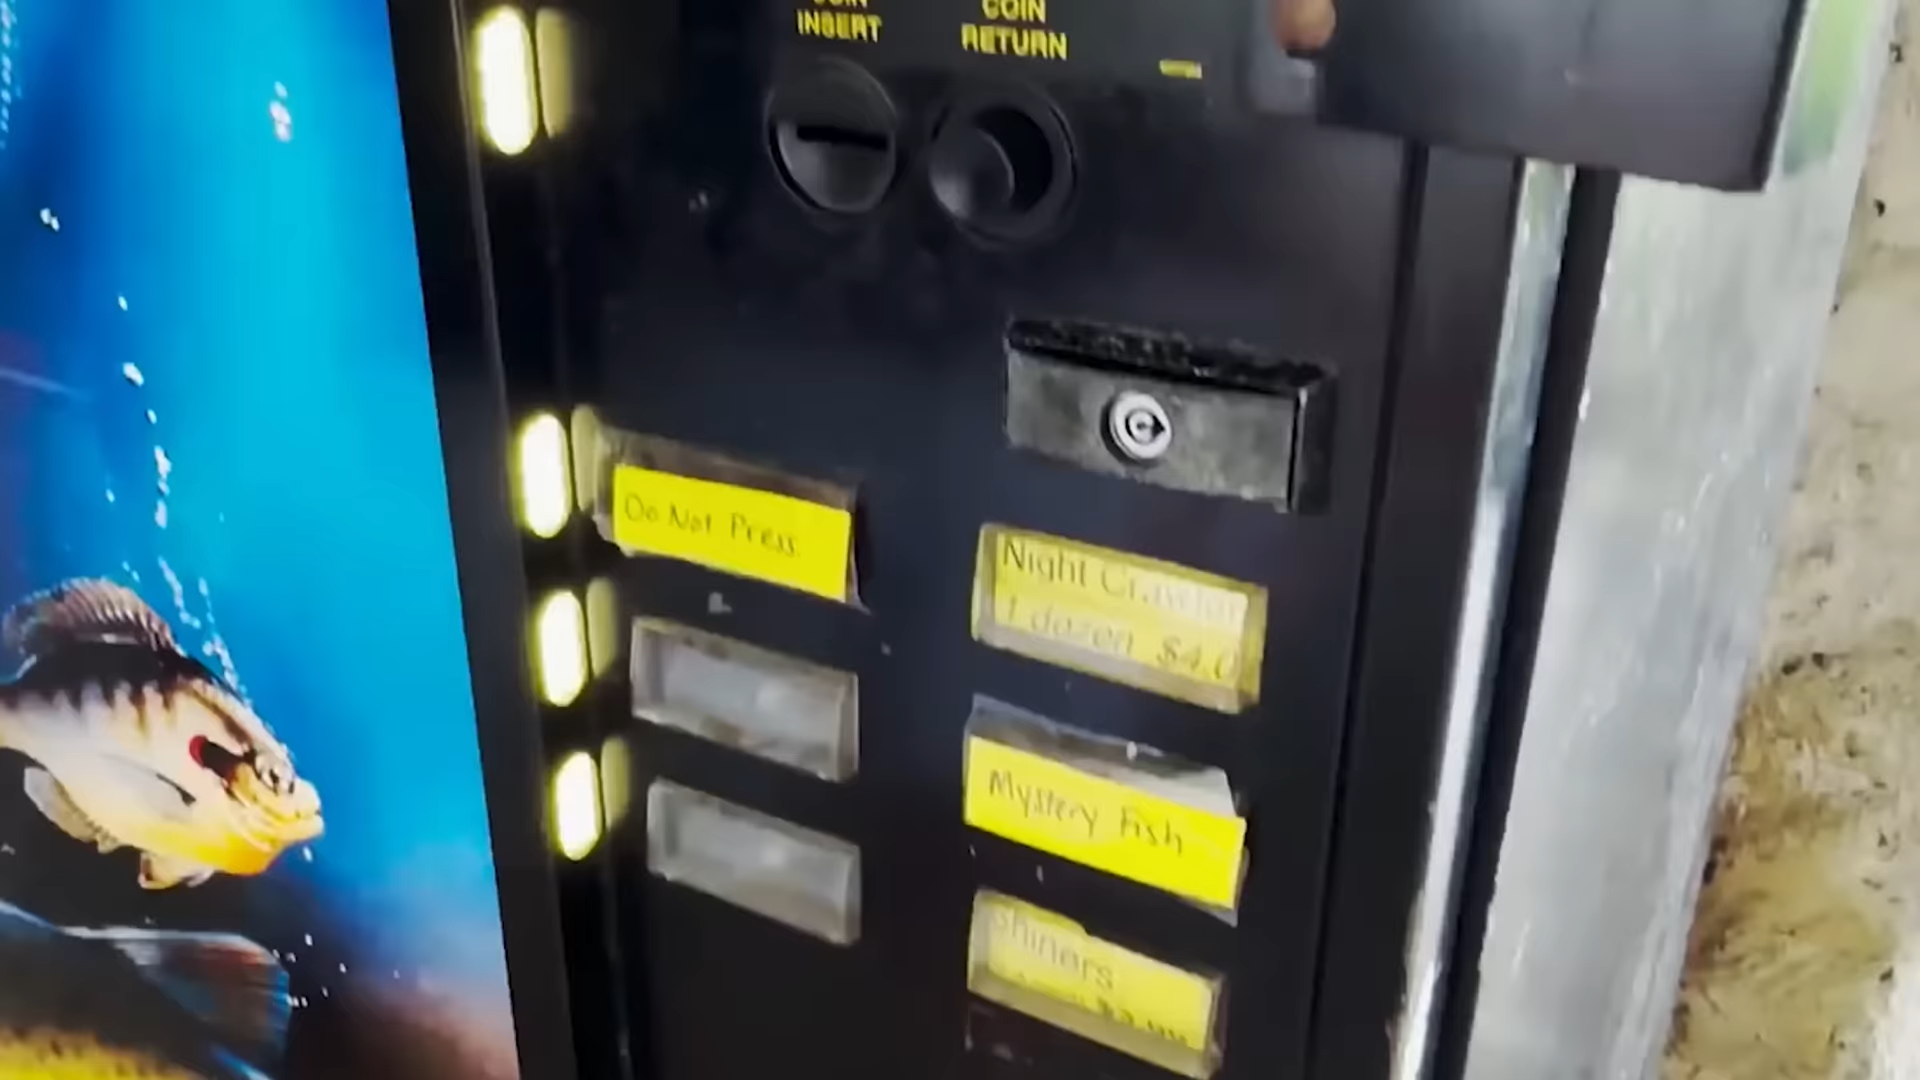 INSERT
COIN
RETURN
Do Not Press
Night Crawler
1 dozen $4.0
Mystery Fish
shiners